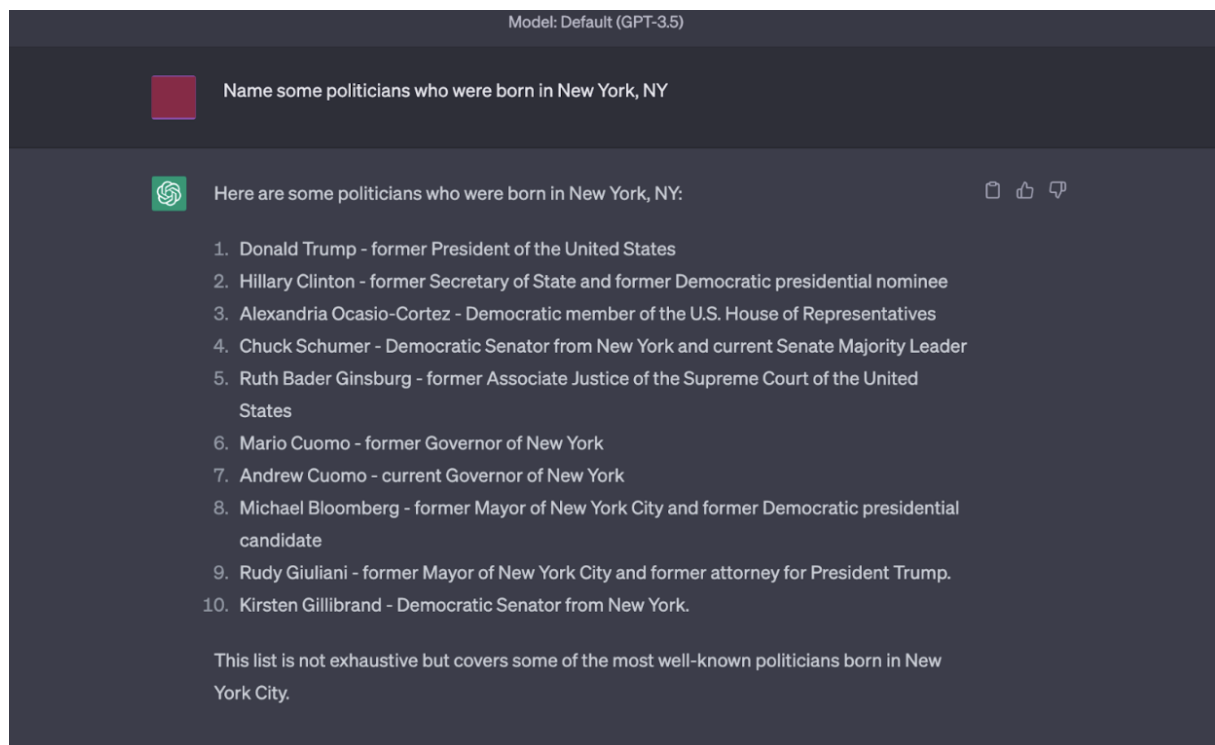 Model: Default (GPT-3.5)
Name some politicians who were born in New York, NY
Here are some politicians who were born in New York, NY:
1. Donald Trump - former President of the United States
2. Hillary Clinton - former Secretary of State and former Democratic presidential nominee
3. Alexandria Ocasio-Cortez - Democratic member of the U.S. House of Representatives
4. Chuck Schumer - Democratic Senator from New York and current Senate Majority Leader
5. Ruth Bader Ginsburg - former Associate Justice of the Supreme Court of the United
States
6. Mario Cuomo - former Governor of New York
7. Andrew Cuomo - current Governor of New York
8. Michael Bloomberg - former Mayor of New York City and former Democratic presidential
candidate
9. Rudy Giuliani - former Mayor of New York City and former attorney for President Trump.
10. Kirsten Gillibrand - Democratic Senator from New York.
This list is not exhaustive but covers some of the most well-known politicians born in New
York City.